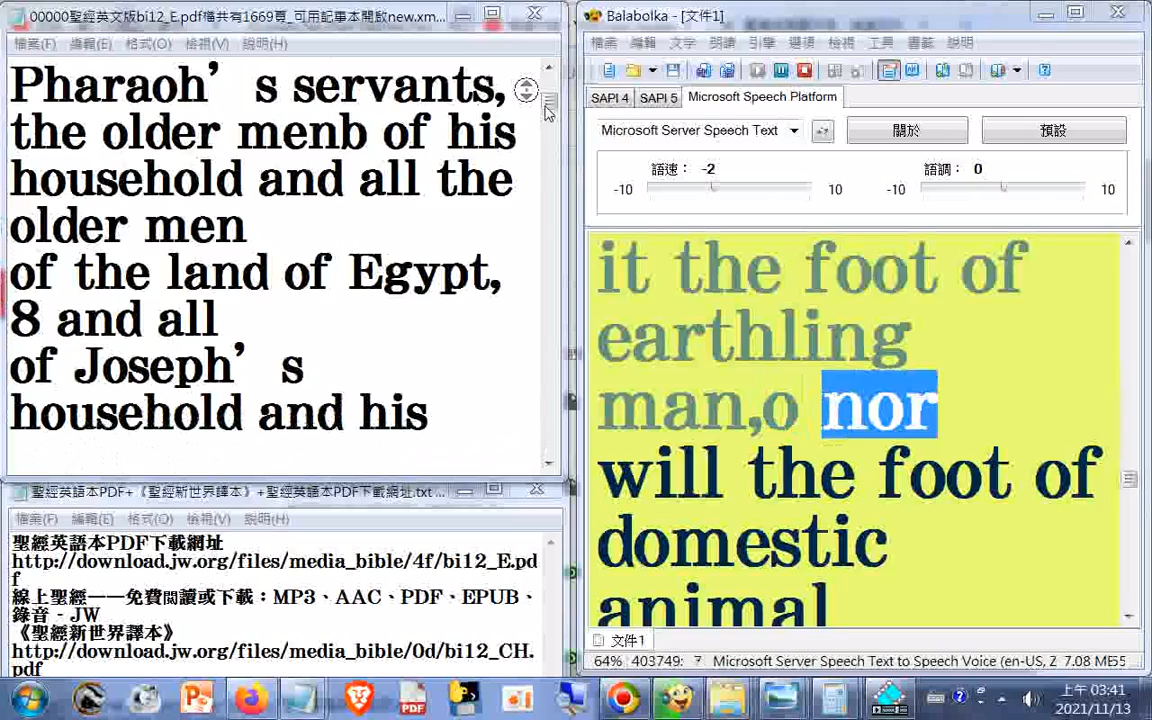 00000聖經英文版bi12_E.pdf檔共有1669頁_可用記事本開啟new.xm...
檔案(F) 編輯(E) 格式(O) 檢視(V) 說明(H)
Pharaoh’s servants,
the older menb of his
household and all the
older men
of the land of Egypt,
8 and all
of Joseph’s
household and his
聖經英語本PDF+《聖經新世界譯本》+聖經英語本PDF下載網址.txt ...
檔案(F) 編輯(E) 格式(O) 檢視(V) 說明(H)
聖經英語本PDF下載網址
http://download.jw.org/files/media_bible/4f/bi12_E.pd
f
線上聖經——免費閱讀或下載：MP3、AAC、PDF、EPUB、
錄音 - JW
《聖經新世界譯本》
http://download.jw.org/files/media_bible/0d/bi12_CH.
pdf
Balabolka - [文件1]
檔案 編輯 文字 朗讀 引擎 選項 檢視 工具 書籤 說明
SAPI 4 SAPI 5 Microsoft Speech Platform
Microsoft Server Speech Text 關於 預設
語速： -2 語調： 0
-10 10 -10 10
it the foot of
earthling
man,o nor
will the foot of
domestic
animal
文件1
64% 403749: 7 Microsoft Server Speech Text to Speech Voice (en-US, Z 7.08 ME55
PDF
上午 03:41
2021/11/13